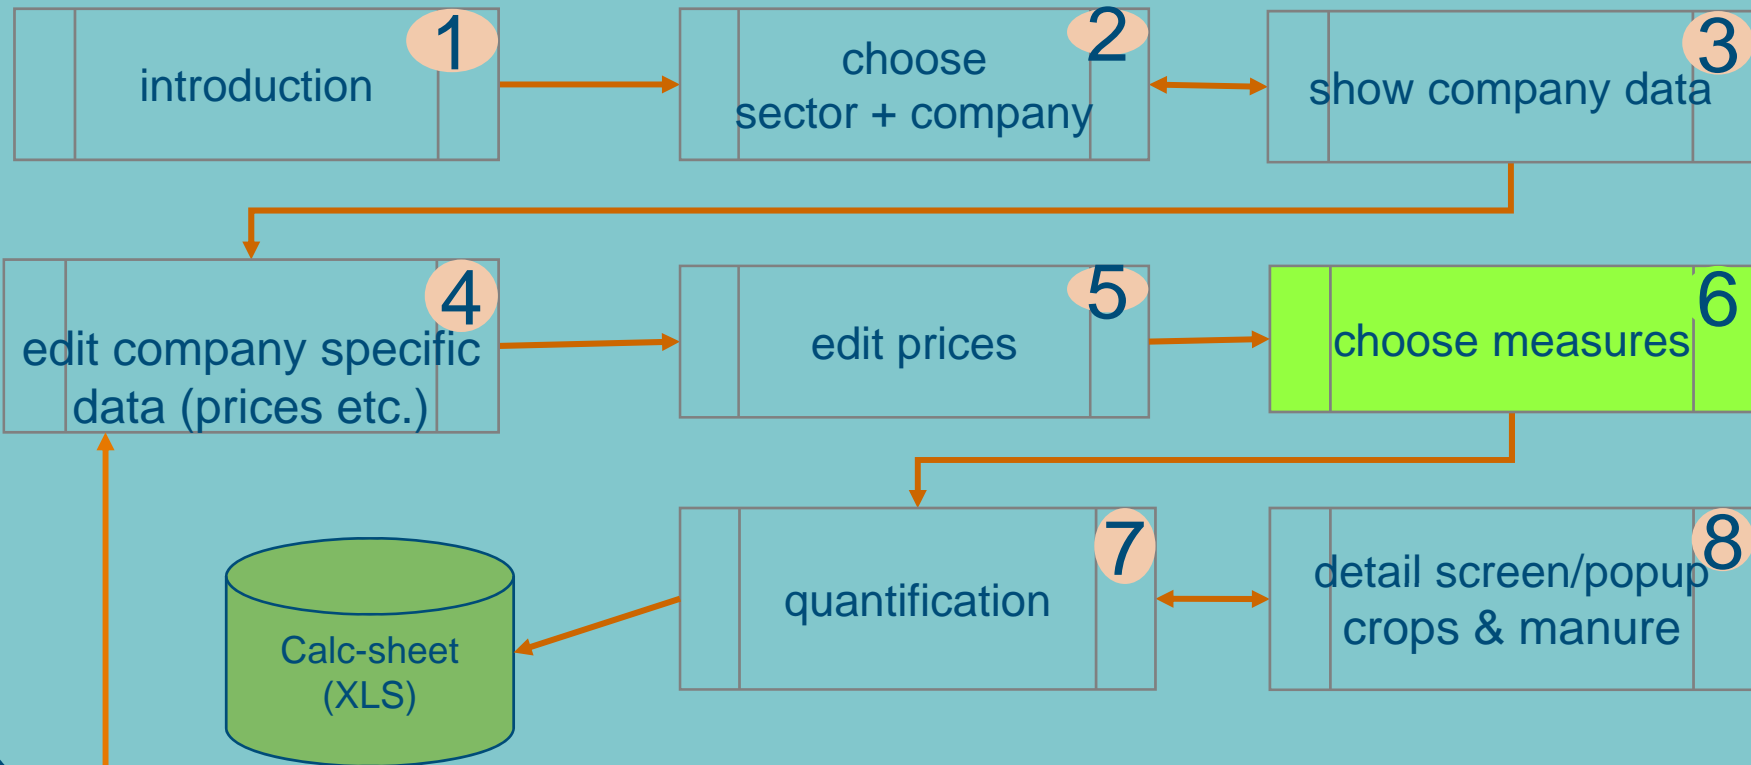 1
introduction
2
choose
sector + company
3
show company data
4
edit company specific
data (prices etc.)
5
edit prices
6
choose measures
7
quantification
8
detail screen/popup
crops & manure
Calc-sheet
(XLS)